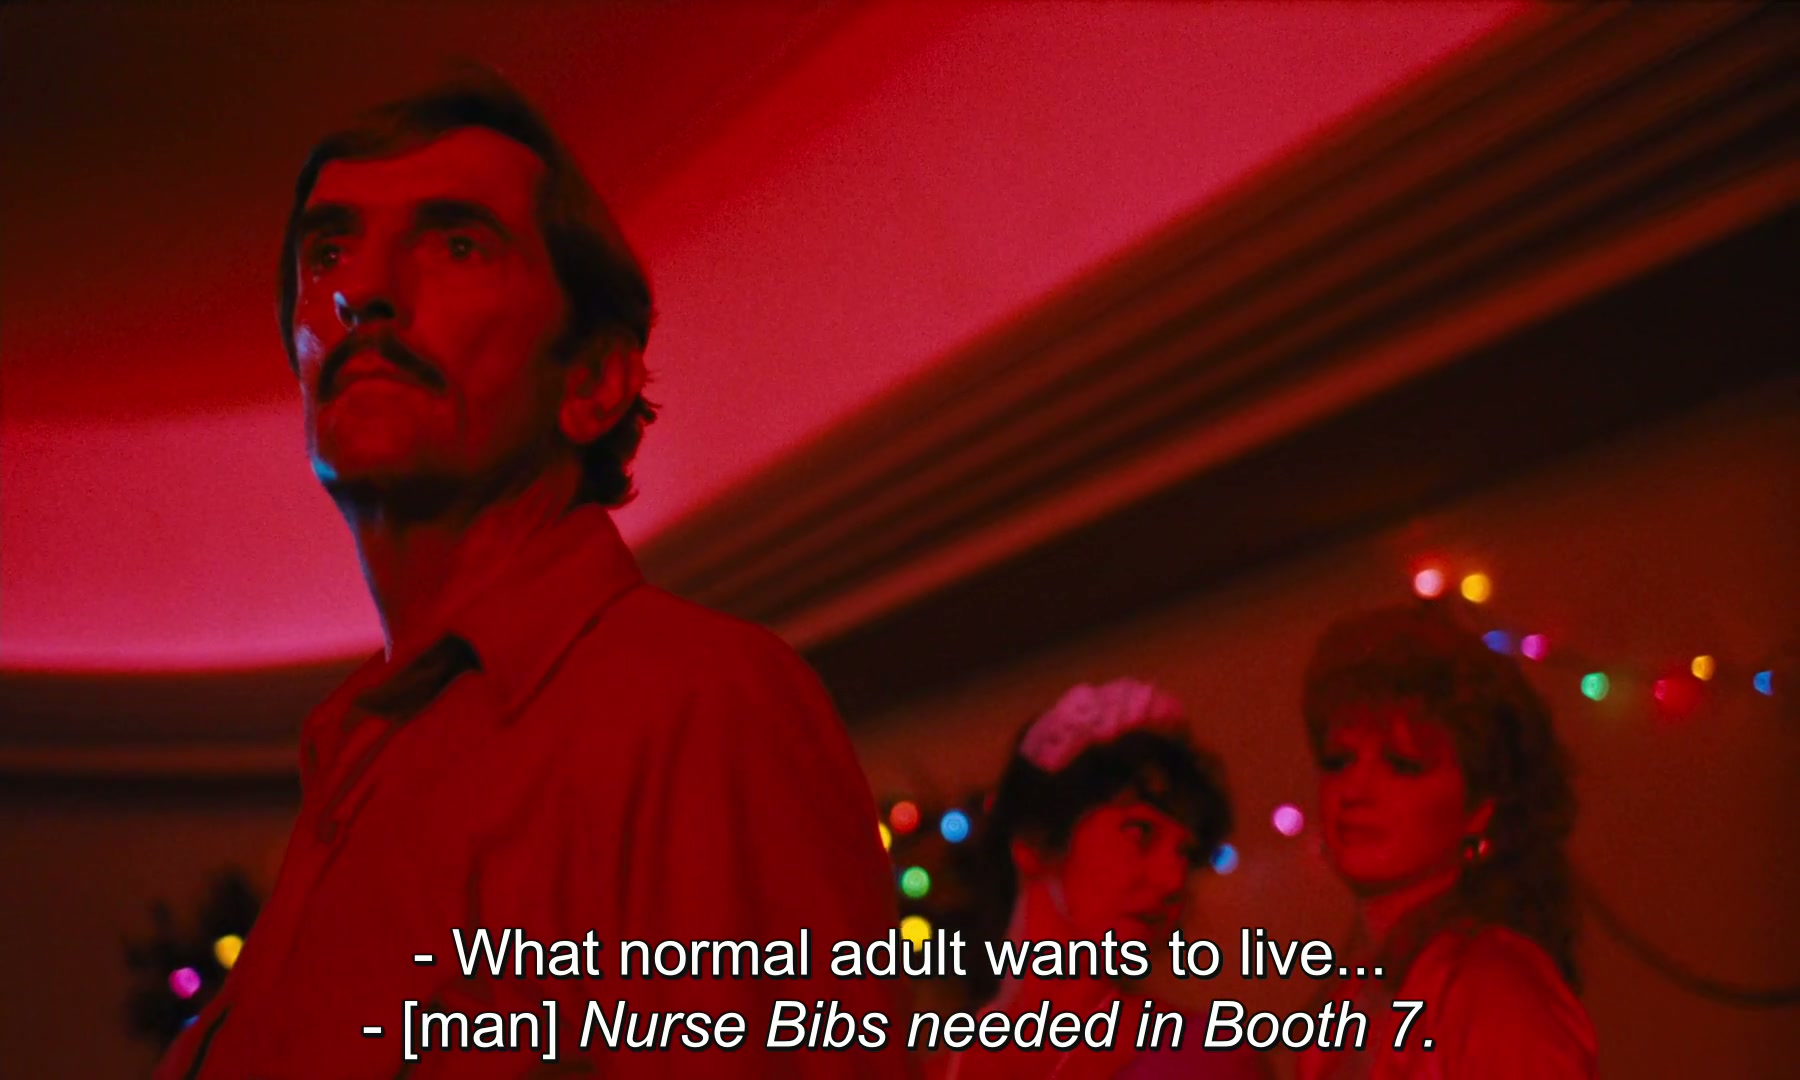 - What normal adult wants to live...
- [man] Nurse Bibs needed in Booth 7.